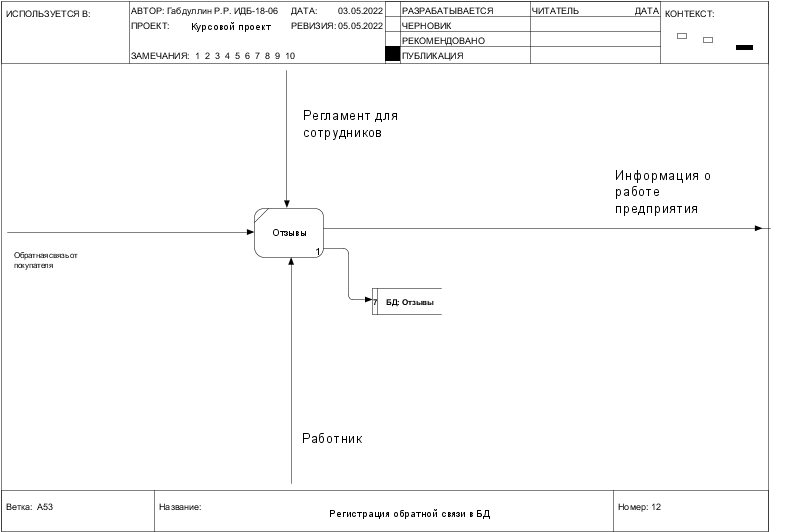 ИСПОЛЬЗУЕТСЯ В:
АВТОР: Габдуллин Р.Р. ИДБ-18-06 ДАТА: 03.05.2022
ПРОЕКТ: Курсовой проект РЕВИЗИЯ: 05.05.2022
ЗАМЕЧАНИЯ: 1 2 3 4 5 6 7 8 9 10
РАЗРАБАТЫВАЕТСЯ
ЧЕРНОВИК
РЕКОМЕНДОВАНО
ПУБЛИКАЦИЯ
ЧИТАТЕЛЬ ДАТА
КОНТЕКСТ:
Регламент для
сотрудников
Информация о
работе
предприятия
Отзывы
1
Обратная связь от
покупателя
7 БД: Отзывы
Работник
Ветка: А53
Название:
Регистрация обратной связи в БД
Номер: 12